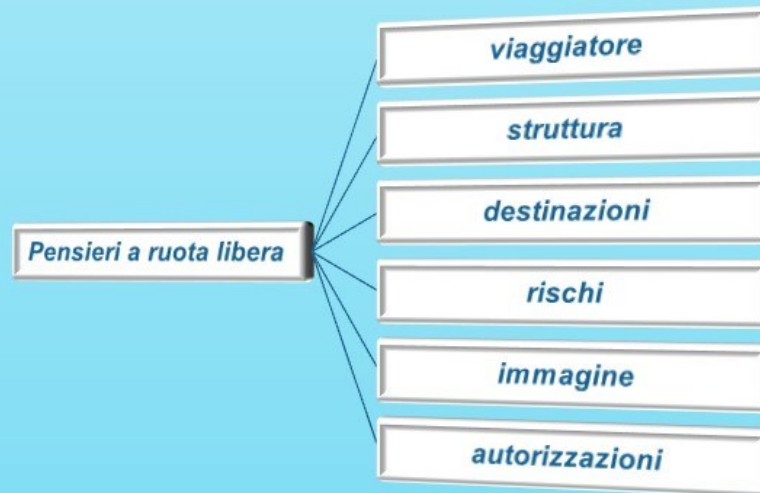 viaggiatore
struttura
destinazioni
Pensieri a ruota libera
rischi
immagine
autorizzazioni